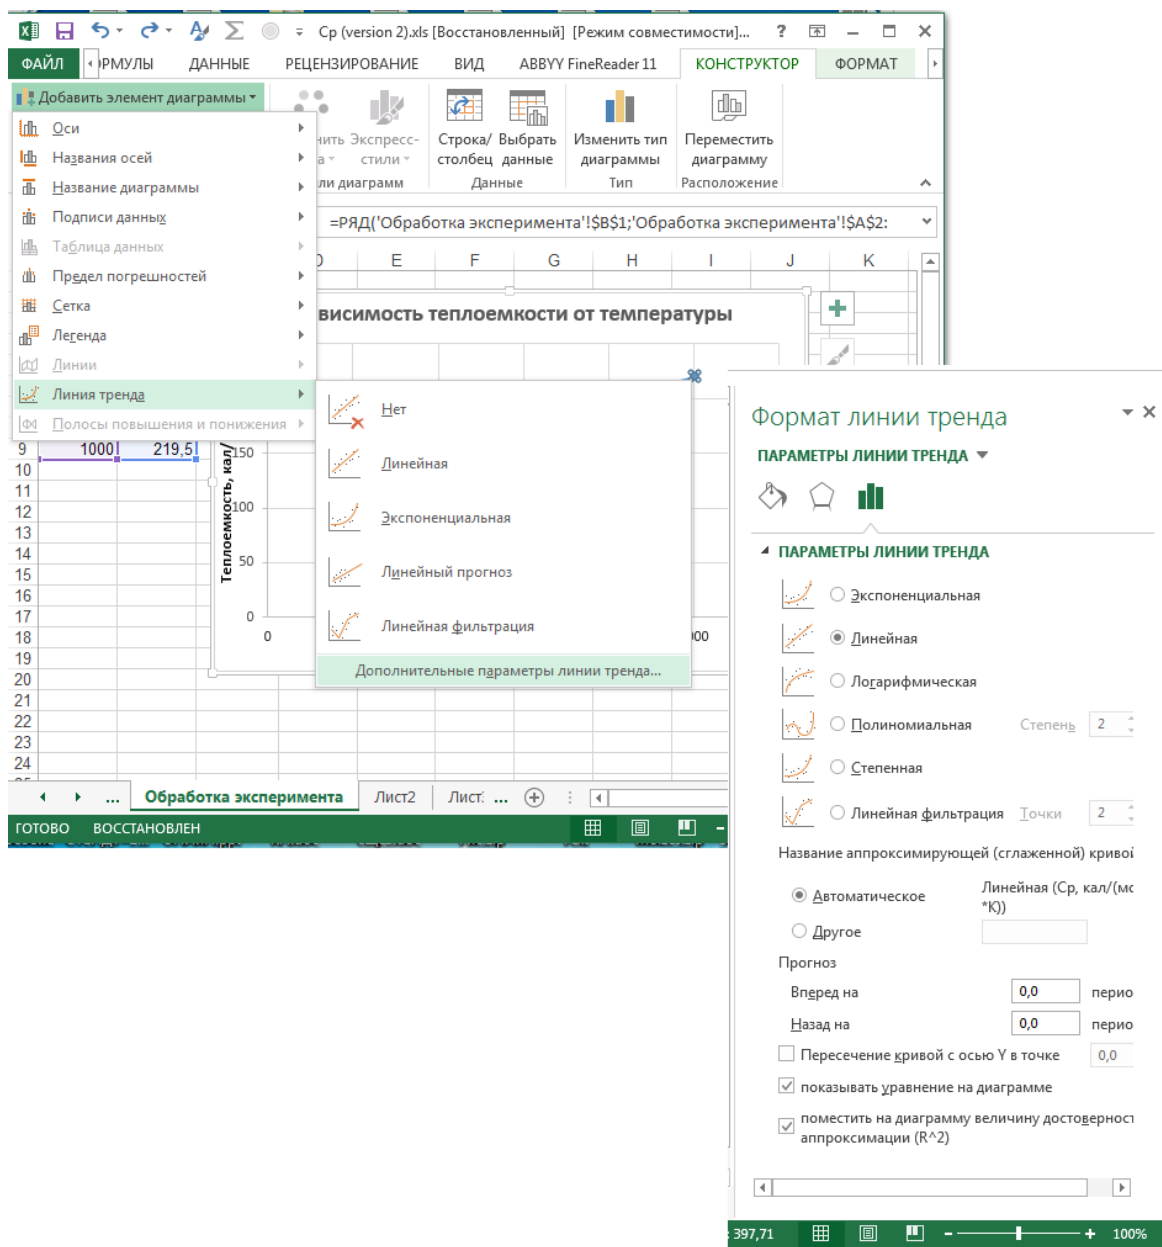 Cp (version 2).xls [Восстановленный] [Режим совместимости]...
ФАЙЛ
ДАННЫЕ
РЕЦЕНЗИРОВАНИЕ
ВИД
ABBYY FineReader 11
КОНСТРУКТОР
ФОРМАТ
Добавить элемент диаграммы
Оси
Названия осей
Название диаграммы
Подписи данных
Таблица данных
Предел погрешностей
Сетка
Легенда
Линии
Линия тренда
Полосы повышения и понижения
Экспресс-
стили
Строка/
столбец
Выбрать
данные
Изменить тип
диаграммы
Переместить
диаграмму
диаграмм
Данные
Тип
Расположение
=РЯД('Обработка эксперимента'!$B$1;'Обработка эксперимента'!$A$2:
E F G H I J K
висимость теплоемкости от температуры
Нет
Линейная
Экспоненциальная
Линейный прогноз
Линейная фильтрация
Дополнительные параметры линии тренда...
9 1000 219,5
10
11
12
13
14
15
16
17
18
19
20
21
22
23
24
Теплоемкость, кал/
150
100
50
0
0
00
... Обработка эксперимента Лист2 Лист: ...
ГОТОВО ВОССТАНОВЛЕН
Формат линии тренда
ПАРАМЕТРЫ ЛИНИИ ТРЕНДА
ПАРАМЕТРЫ ЛИНИИ ТРЕНДА
Экспоненциальная
Линейная
Логарифмическая
Полиномиальная Степень 2
Степенная
Линейная фильтрация Точки 2
Название аппроксимирующей (сглаженной) кривой
Автоматическое
Линейная (Ср, кал/(мо
*К))
Другое
Прогноз
Вперед на 0,0 перио
Назад на 0,0 перио
Пересечение кривой с осью Y в точке 0,0
показывать уравнение на диаграмме
поместить на диаграмму величину достоверност
аппроксимации (R^2)
: 397,71
100%